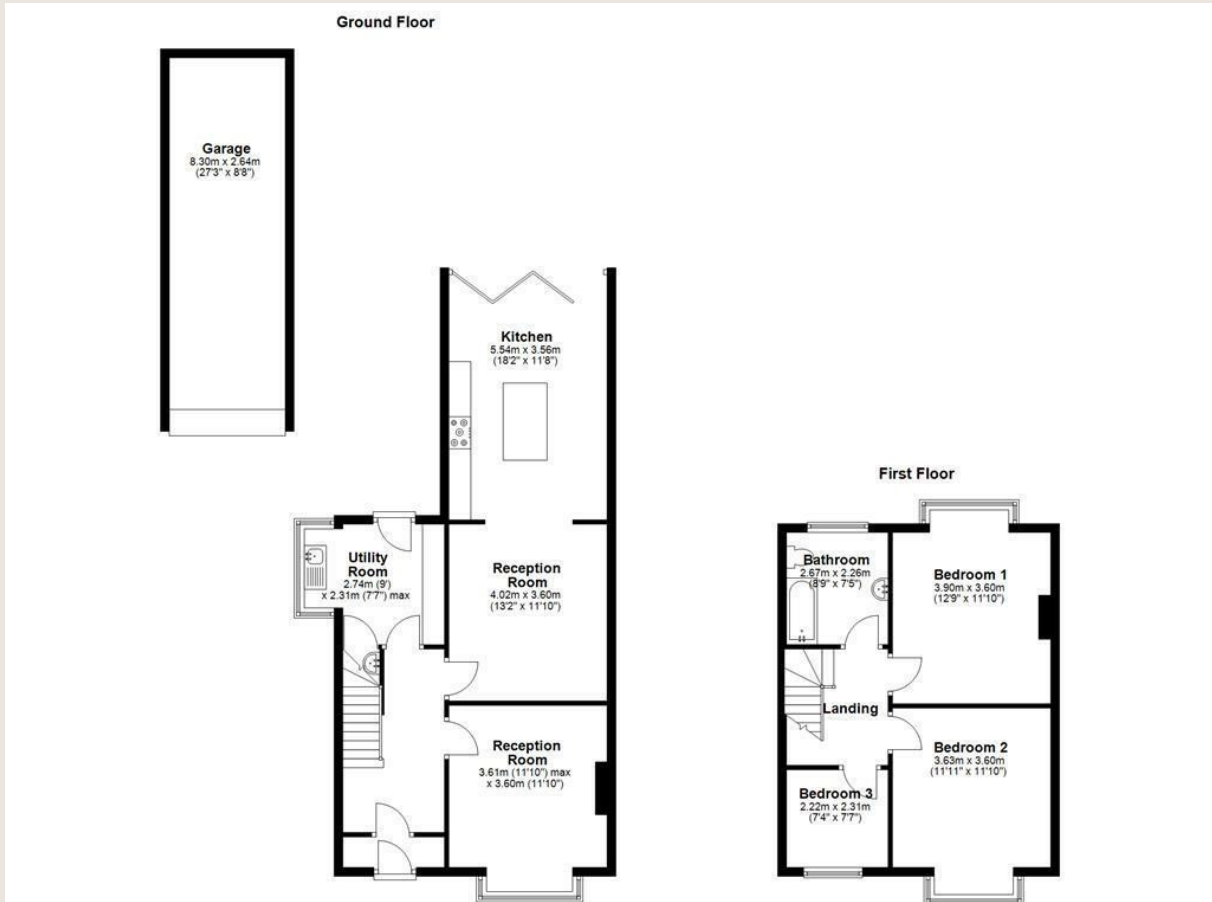 Ground Floor
Garage
8.30m x 2.64m
(27'3" x 8'8")
Kitchen
5.54m x 3.56m
(18'2" x 11'8")
Utility
Room
2.74m (9')
x 2.31m (7'7") max
Reception
Room
4.02m x 3.60m
(13'2" x 11'10")
Reception
Room
3.61m (11'10") max
x 3.60m (11'10")
First Floor
Bathroom
2.67m x 2.26m
(8'9" x 7'5")
Bedroom 1
3.90m x 3.60m
(12'9" x 11'10")
Landing
Bedroom 2
3.63m x 3.60m
(11'11" x 11'10")
Bedroom 3
2.22m x 2.31m
(7'4" x 7'7")